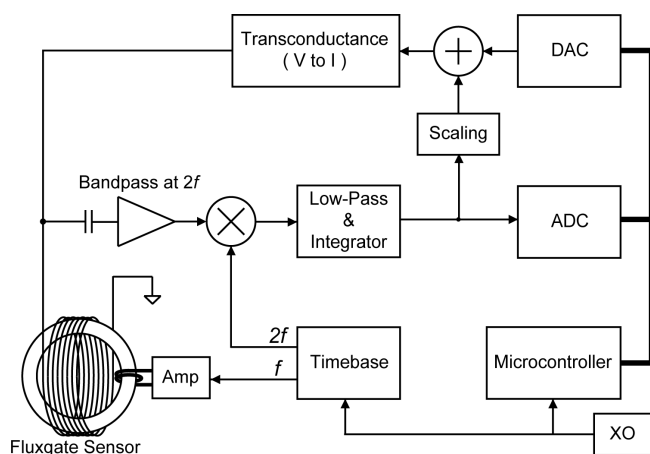 Transconductance
( V to I )
DAC
Scaling
Bandpass at 2f
Low-Pass
&
Integrator
ADC
2f
f
Timebase
Microcontroller
Amp
XO
Fluxgate Sensor